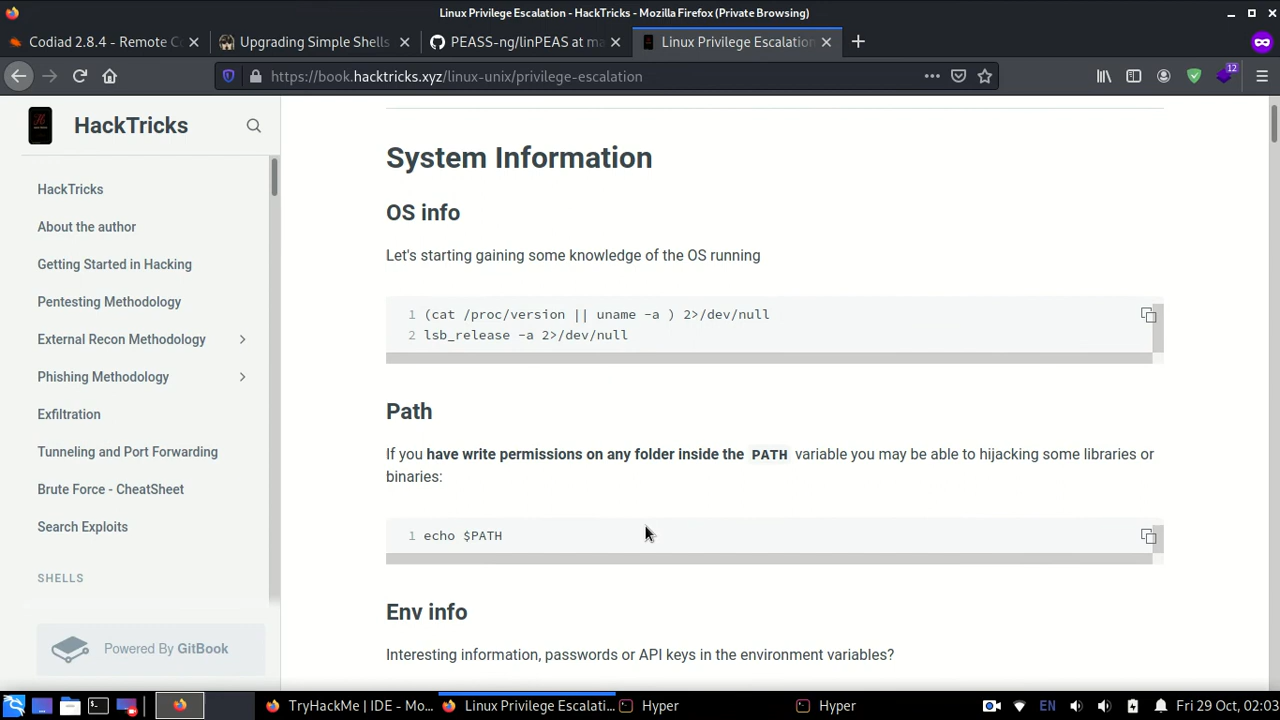 Linux Privilege Escalation - HackTricks - Mozilla Firefox (Private Browsing)
Codiad 2.8.4 - Remote C
Upgrading Simple Shells
PEASS-ng/linPEAS at ma
Linux Privilege Escalation
https://book.hacktricks.xyz/linux-unix/privilege-escalation
12
HackTricks
HackTricks
About the author
Getting Started in Hacking
Pentesting Methodology
External Recon Methodology
Phishing Methodology
Exfiltration
Tunneling and Port Forwarding
Brute Force - CheatSheet
Search Exploits
SHELLS
Powered By GitBook
System Information
OS info
Let's starting gaining some knowledge of the OS running
1 (cat /proc/version || uname -a ) 2>/dev/null
2 lsb_release -a 2>/dev/null
Path
If you have write permissions on any folder inside the PATH variable you may be able to hijacking some libraries or
binaries:
1 echo $PATH
Env info
Interesting information, passwords or API keys in the environment variables?
TryHackMe | IDE - Mo...
Linux Privilege Escalati...
Hyper
Hyper
EN
Fri 29 Oct, 02:03